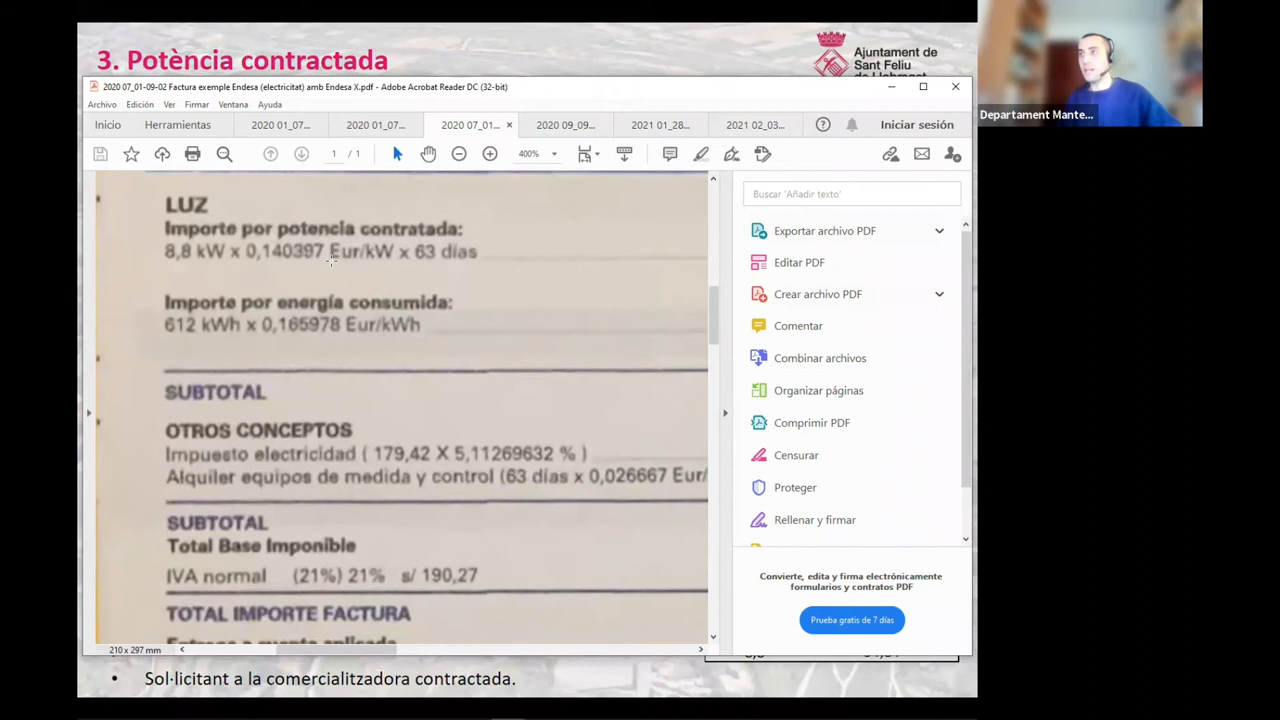 3. Potència contractada
Ajuntament de
Sant Feliu
2020 07_01-09-02 Factura exemple Endesa (electricitat) amb Endesa X.pdf - Adobe Acrobat Reader DC (32-bit)
Archivo Edición Ver Firmar Ventana Ayuda
Inicio Herramientas 2020 01_07... 2020 01_07... 2020 07_01... × 2020 09_09... 2021 01_28... 2021 02_03... Iniciar sesión
1 / 1 400%
LUZ
Importe por potencia contratada:
8,8 kW x 0,140397 Eur/kW x 63 días
Importe por energía consumida:
612 kWh x 0,165978 Eur/kWh
SUBTOTAL
OTROS CONCEPTOS
Impuesto electricidad ( 179,42 X 5,11269632 % )
Alquiler equipos de medida y control (63 días x 0,026667 Eur/
SUBTOTAL
Total Base Imponible
IVA normal (21%) 21% s/ 190,27
TOTAL IMPORTE FACTURA
210 x 297 mm
Buscar 'Añadir texto'
Exportar archivo PDF
Editar PDF
Crear archivo PDF
Comentar
Combinar archivos
Organizar páginas
Comprimir PDF
Censurar
Proteger
Rellenar y firmar
Convierte, edita y firma electrónicamente
formularios y contratos PDF
Prueba gratis de 7 días
• Sol·licitant a la comercialitzadora contractada.
Departament Mante...